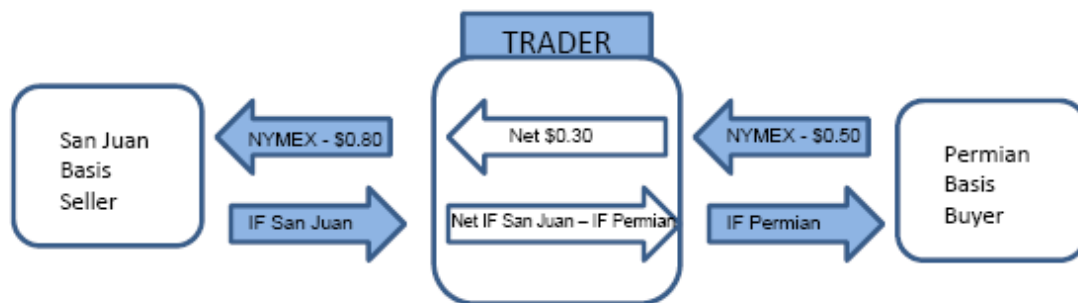 TRADER
San Juan
Basis
Seller
NYMEX - $0.80
IF San Juan
Net $0.30
Net IF San Juan – IF Permian
NYMEX - $0.50
IF Permian
Permian
Basis
Buyer